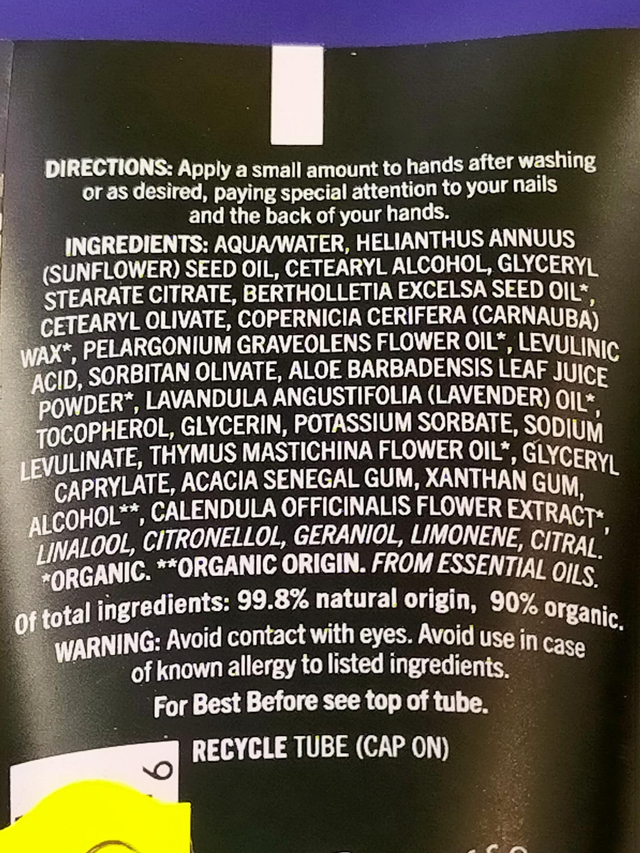 DIRECTIONS: Apply a small amount to hands after washing
or as desired, paying special attention to your nails
and the back of your hands.
INGREDIENTS: AQUA/WATER, HELIANTHUS ANNUUS
(SUNFLOWER) SEED OIL, CETEARYL ALCOHOL, GLYCERYL
STEARATE CITRATE, BERTHOLLETIA EXCELSA SEED OIL*,
CETEARYL OLIVATE, COPERNICIA CERIFERA (CARNAUBA)
WAX*, PELARGONIUM GRAVEOLENS FLOWER OIL*, LEVULINIC
ACID, SORBITAN OLIVATE, ALOE BARBADENSIS LEAF JUICE
POWDER*, LAVANDULA ANGUSTIFOLIA (LAVENDER) OIL*,
TOCOPHEROL, GLYCERIN, POTASSIUM SORBATE, SODIUM
LEVULINATE, THYMUS MASTICHINA FLOWER OIL*, GLYCERYL
CAPRYLATE, ACACIA SENEGAL GUM, XANTHAN GUM,
ALCOHOL**, CALENDULA OFFICINALIS FLOWER EXTRACT*,
LINALOOL, CITRONELLOL, GERANIOL, LIMONENE, CITRAL.
*ORGANIC. **ORGANIC ORIGIN. FROM ESSENTIAL OILS.
Of total ingredients: 99.8% natural origin, 90% organic.
WARNING: Avoid contact with eyes. Avoid use in case
of known allergy to listed ingredients.
For Best Before see top of tube.
RECYCLE TUBE (CAP ON)